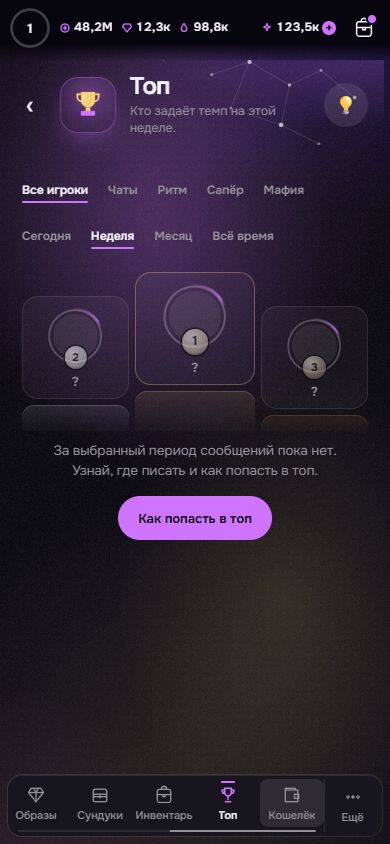 1 48,2M 12,3к 98,8к 123,5к +
Топ
Кто задаёт темп на этой
неделе.
Все игроки Чаты Ритм Сапёр Мафия
Сегодня Неделя Месяц Всё время
2 1 3
? ? ?
За выбранный период сообщений пока нет.
Узнай, где писать и как попасть в топ.
Как попасть в топ
Образы Сундуки Инвентарь Топ Кошелёк Ещё